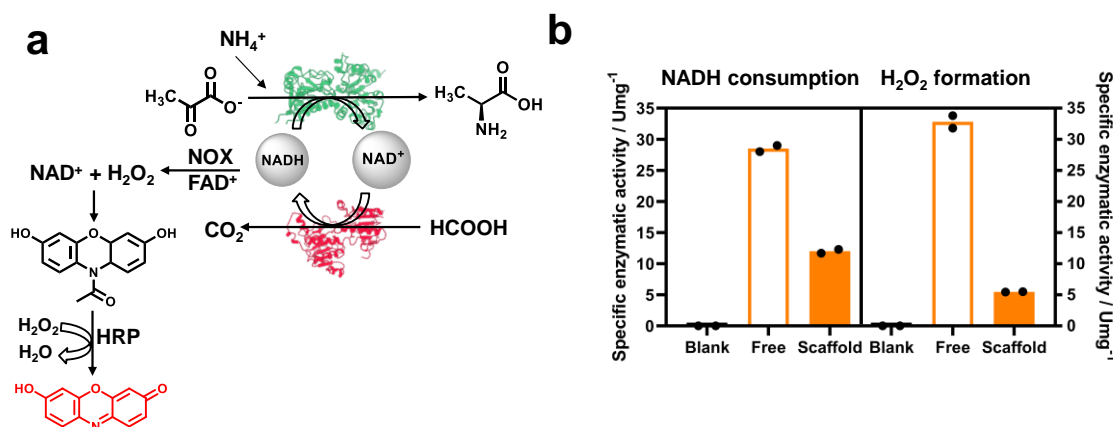 a
NH₄⁺
H₃C
O
O⁻
O
H₃C
O
OH
NH₂
NADH
NAD⁺
NOX
FAD⁺
NAD⁺ + H₂O₂
CO₂
HCOOH
HO
O
OH
N
O
H₂O₂
HRP
H₂O
HO
O
O
N
b
NADH consumption
H₂O₂ formation
Specific enzymatic activity / Umg⁻¹
35
30
25
20
15
10
5
0
Blank
Free
Scaffold
Blank
Free
Scaffold
35
30
25
20
15
10
5
0
Specific enzymatic activity / Umg⁻¹